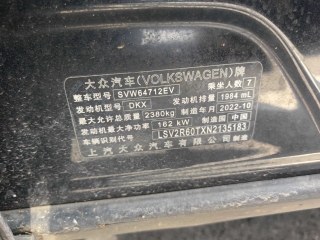 大众汽车(VOLKSWAGEN)牌
整车型号 SVW64712EV 乘坐人数 7
发动机型号 DKX 发动机排量 1984 mL
最大允许总质量 2380kg 制造年月 2022-10
发动机最大净功率 162 kW 制造国 中国
车辆识别代号 LSV2R60TXN2135183
上汽大众汽车有限公司 制造